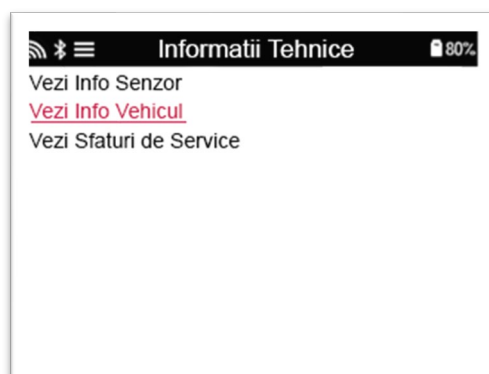 Informatii Tehnice 80%
Vezi Info Senzor
Vezi Info Vehicul
Vezi Sfaturi de Service